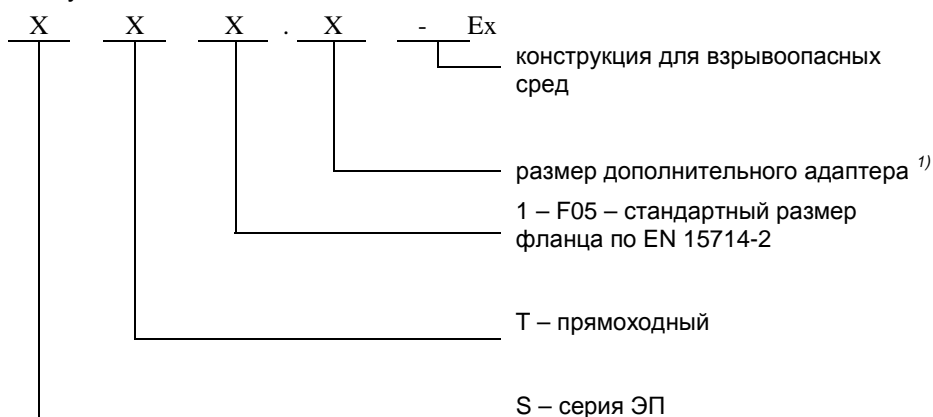 X X X . X - Ex
конструкция для взрывоопасных
сред
размер дополнительного адаптера 1)
1 – F05 – стандартный размер
фланца по EN 15714-2
T – прямоходный
S – серия ЭП